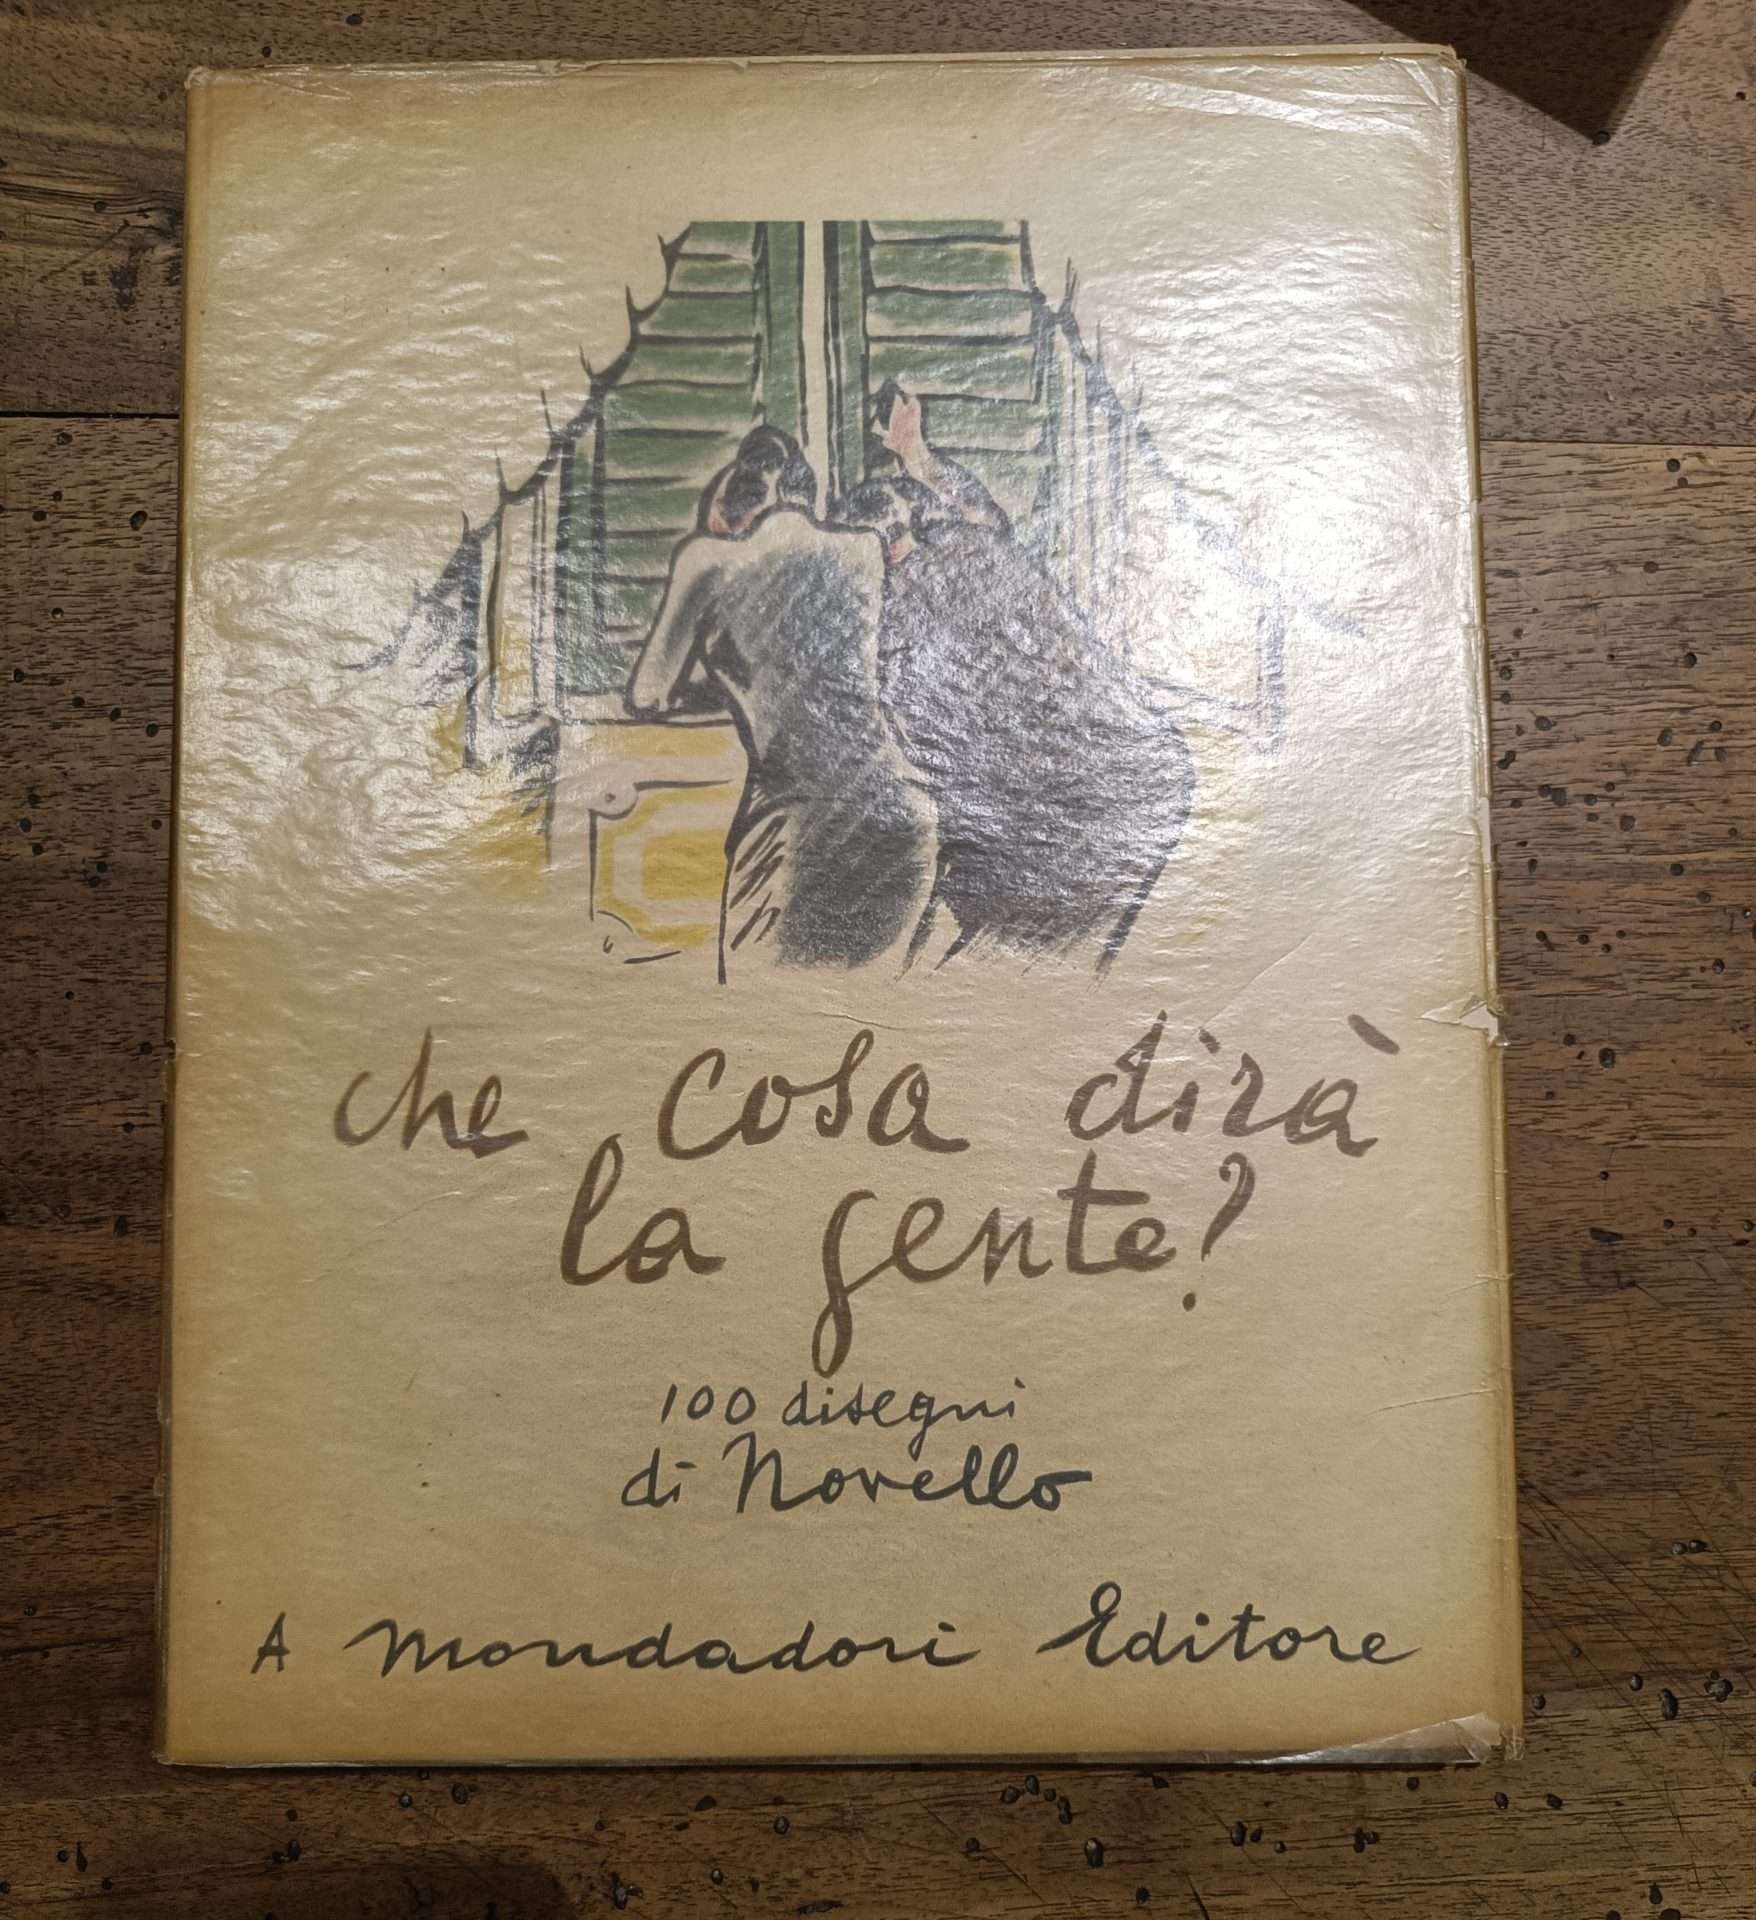 che cosa dirà
la gente?
100 disegni
di Novello
A Mondadori Editore